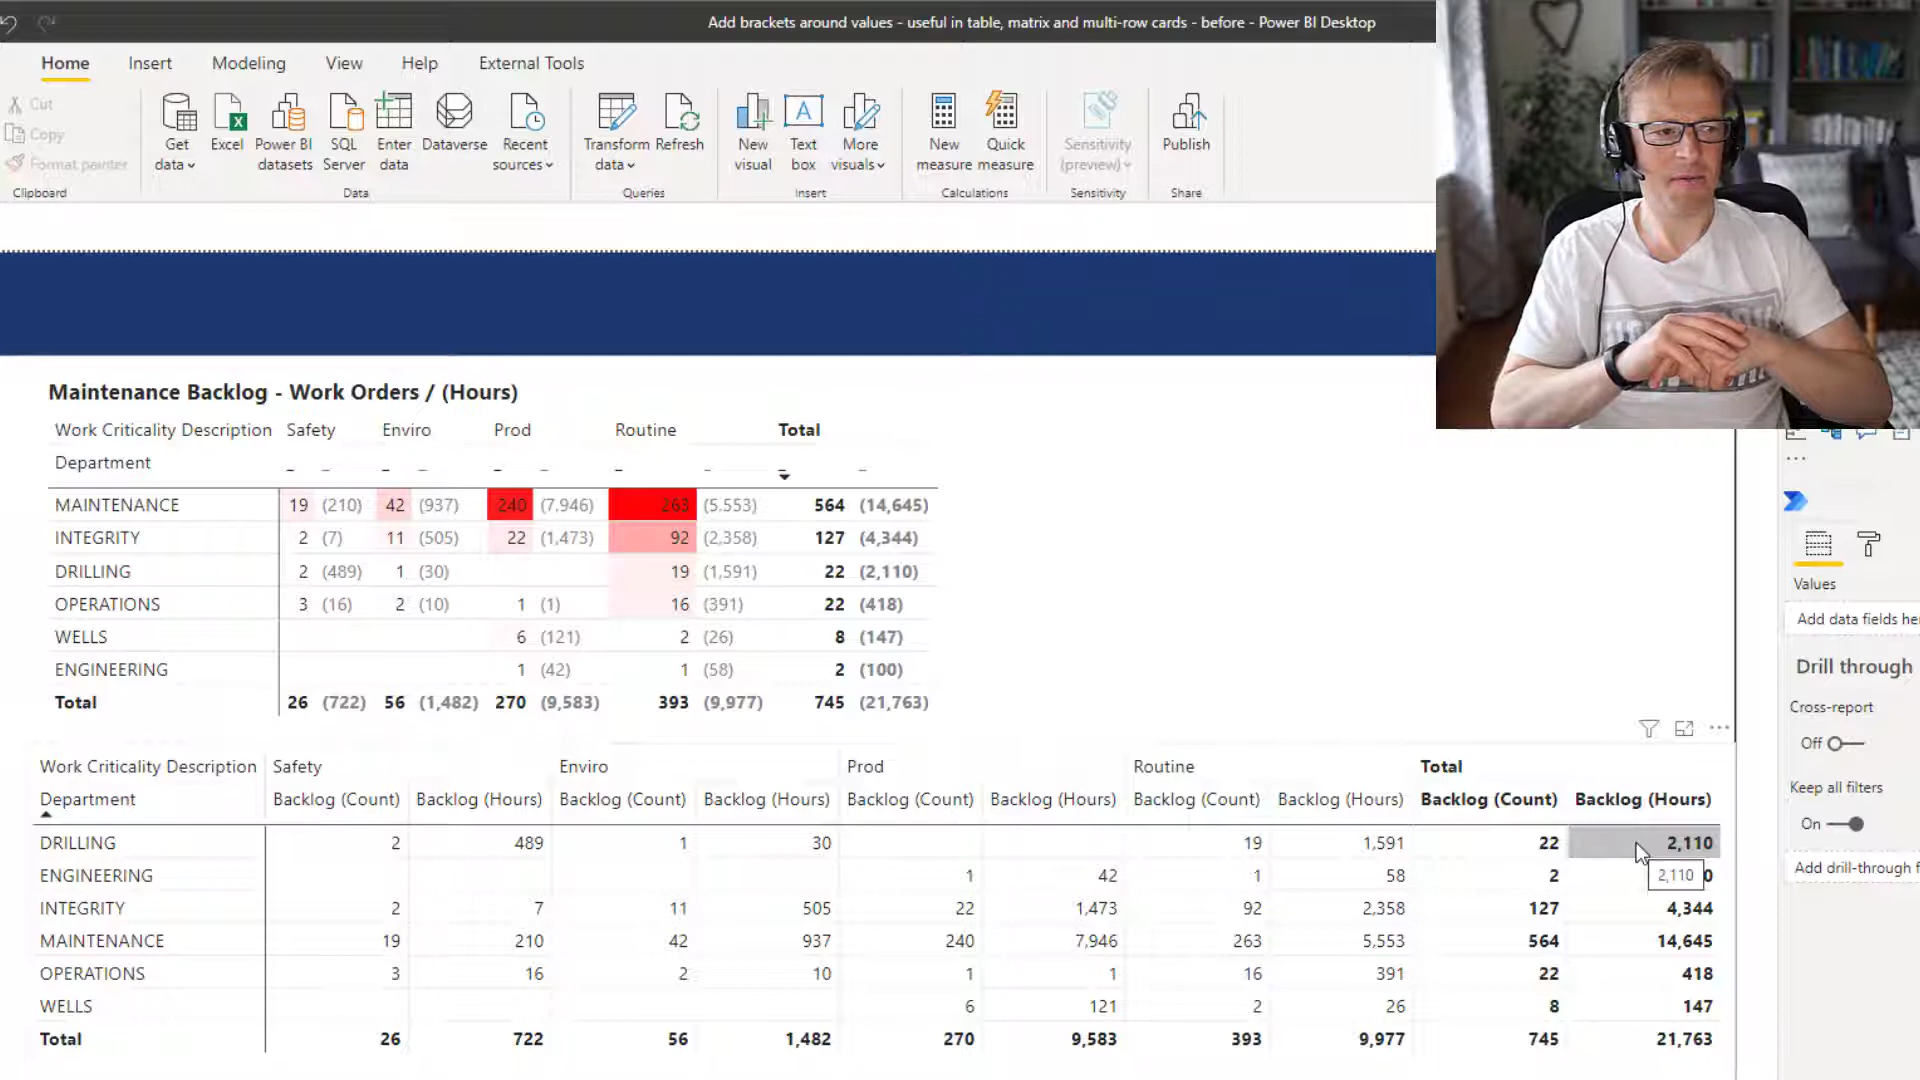 Add brackets around values - useful in table, matrix and multi-row cards - before - Power BI Desktop
Home Insert Modeling View Help External Tools
Cut
Copy
Format painter
Clipboard
Get data
Excel
Power BI datasets
SQL Server
Enter data
Dataverse
Recent sources
Data
Transform data
Refresh
Queries
New visual
Text box
More visuals
Insert
New measure
Quick measure
Calculations
Sensitivity (preview)
Sensitivity
Publish
Share
Maintenance Backlog - Work Orders / (Hours)
Work Criticality Description Safety Enviro Prod Routine Total
Department
MAINTENANCE 19 (210) 42 (937) 240 (7,946) 263 (5,553) 564 (14,645)
INTEGRITY 2 (7) 11 (505) 22 (1,473) 92 (2,358) 127 (4,344)
DRILLING 2 (489) 1 (30) 19 (1,591) 22 (2,110)
OPERATIONS 3 (16) 2 (10) 1 (1) 16 (391) 22 (418)
WELLS 6 (121) 2 (26) 8 (147)
ENGINEERING 1 (42) 1 (58) 2 (100)
Total 26 (722) 56 (1,482) 270 (9,583) 393 (9,977) 745 (21,763)
Work Criticality Description Safety Enviro Prod Routine Total
Department Backlog (Count) Backlog (Hours) Backlog (Count) Backlog (Hours) Backlog (Count) Backlog (Hours) Backlog (Count) Backlog (Hours) Backlog (Count) Backlog (Hours)
DRILLING 2 489 1 30 19 1,591 22 2,110
2,110
ENGINEERING 1 42 1 58 2 0
INTEGRITY 2 7 11 505 22 1,473 92 2,358 127 4,344
MAINTENANCE 19 210 42 937 240 7,946 263 5,553 564 14,645
OPERATIONS 3 16 2 10 1 1 16 391 22 418
WELLS 6 121 2 26 8 147
Total 26 722 56 1,482 270 9,583 393 9,977 745 21,763
Values
Add data fields he
Drill through
Cross-report
Off
Keep all filters
On
Add drill-through f